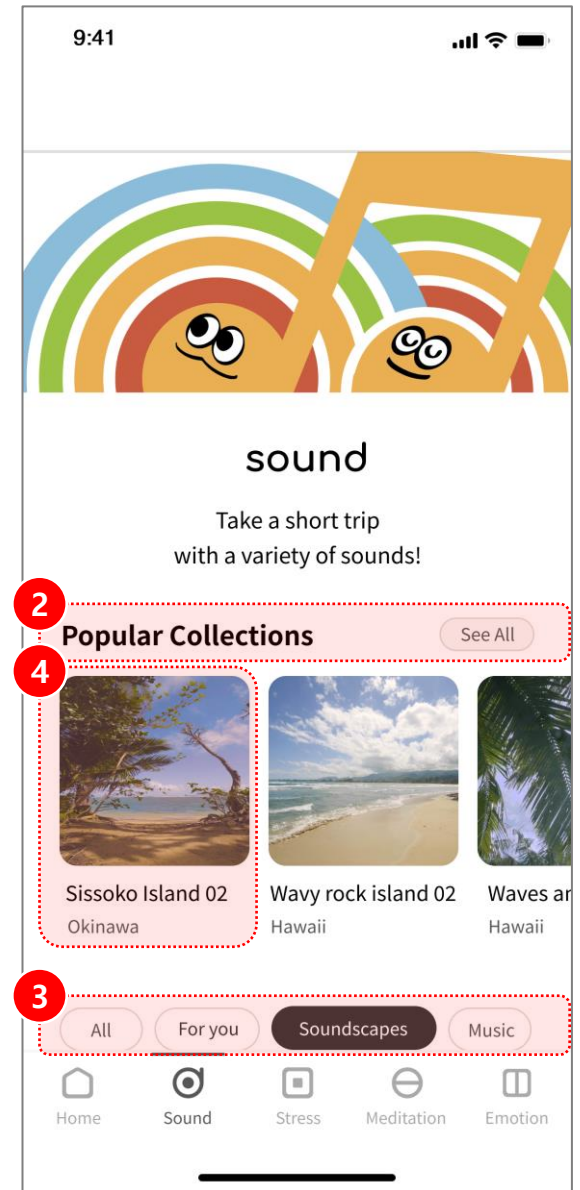 9:41
sound
Take a short trip
with a variety of sounds!
2
Popular Collections
See All
4
Sissoko Island 02
Okinawa
Wavy rock island 02
Hawaii
Waves ar
Hawaii
3
All
For you
Soundscapes
Music
Home
Sound
Stress
Meditation
Emotion